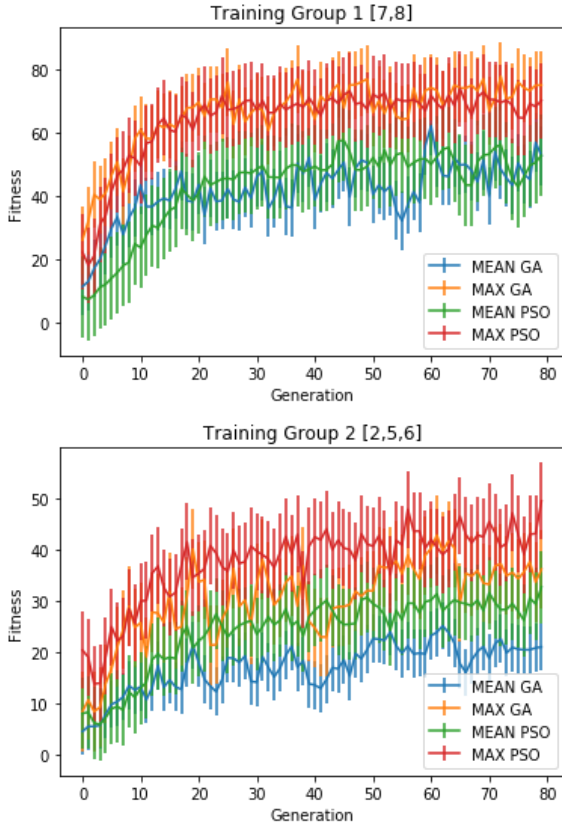 Training Group 1 [7,8]
80
60
40
20
0
Fitness
MEAN GA
MAX GA
MEAN PSO
MAX PSO
0 10 20 30 40 50 60 70 80
Generation
Training Group 2 [2,5,6]
50
40
30
20
10
0
Fitness
MEAN GA
MAX GA
MEAN PSO
MAX PSO
0 10 20 30 40 50 60 70 80
Generation